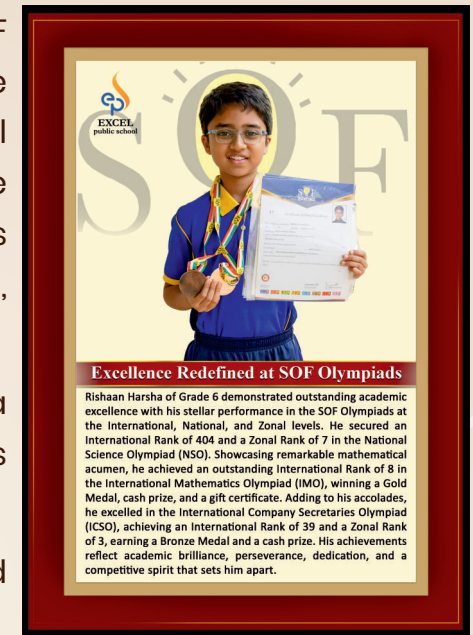 SOF
EXCEL
public school
SOF
Excellence Redefined at SOF Olympiads
Rishaan Harsha of Grade 6 demonstrated outstanding academic
excellence with his stellar performance in the SOF Olympiads at
the International, National, and Zonal levels. He secured an
International Rank of 404 and a Zonal Rank of 7 in the National
Science Olympiad (NSO). Showcasing remarkable mathematical
acumen, he achieved an outstanding International Rank of 8 in
the International Mathematics Olympiad (IMO), winning a Gold
Medal, cash prize, and a gift certificate. Adding to his accolades,
he excelled in the International Company Secretaries Olympiad
(ICSO), achieving an International Rank of 39 and a Zonal Rank
of 3, earning a Bronze Medal and a cash prize. His achievements
reflect academic brilliance, perseverance, dedication, and a
competitive spirit that sets him apart.